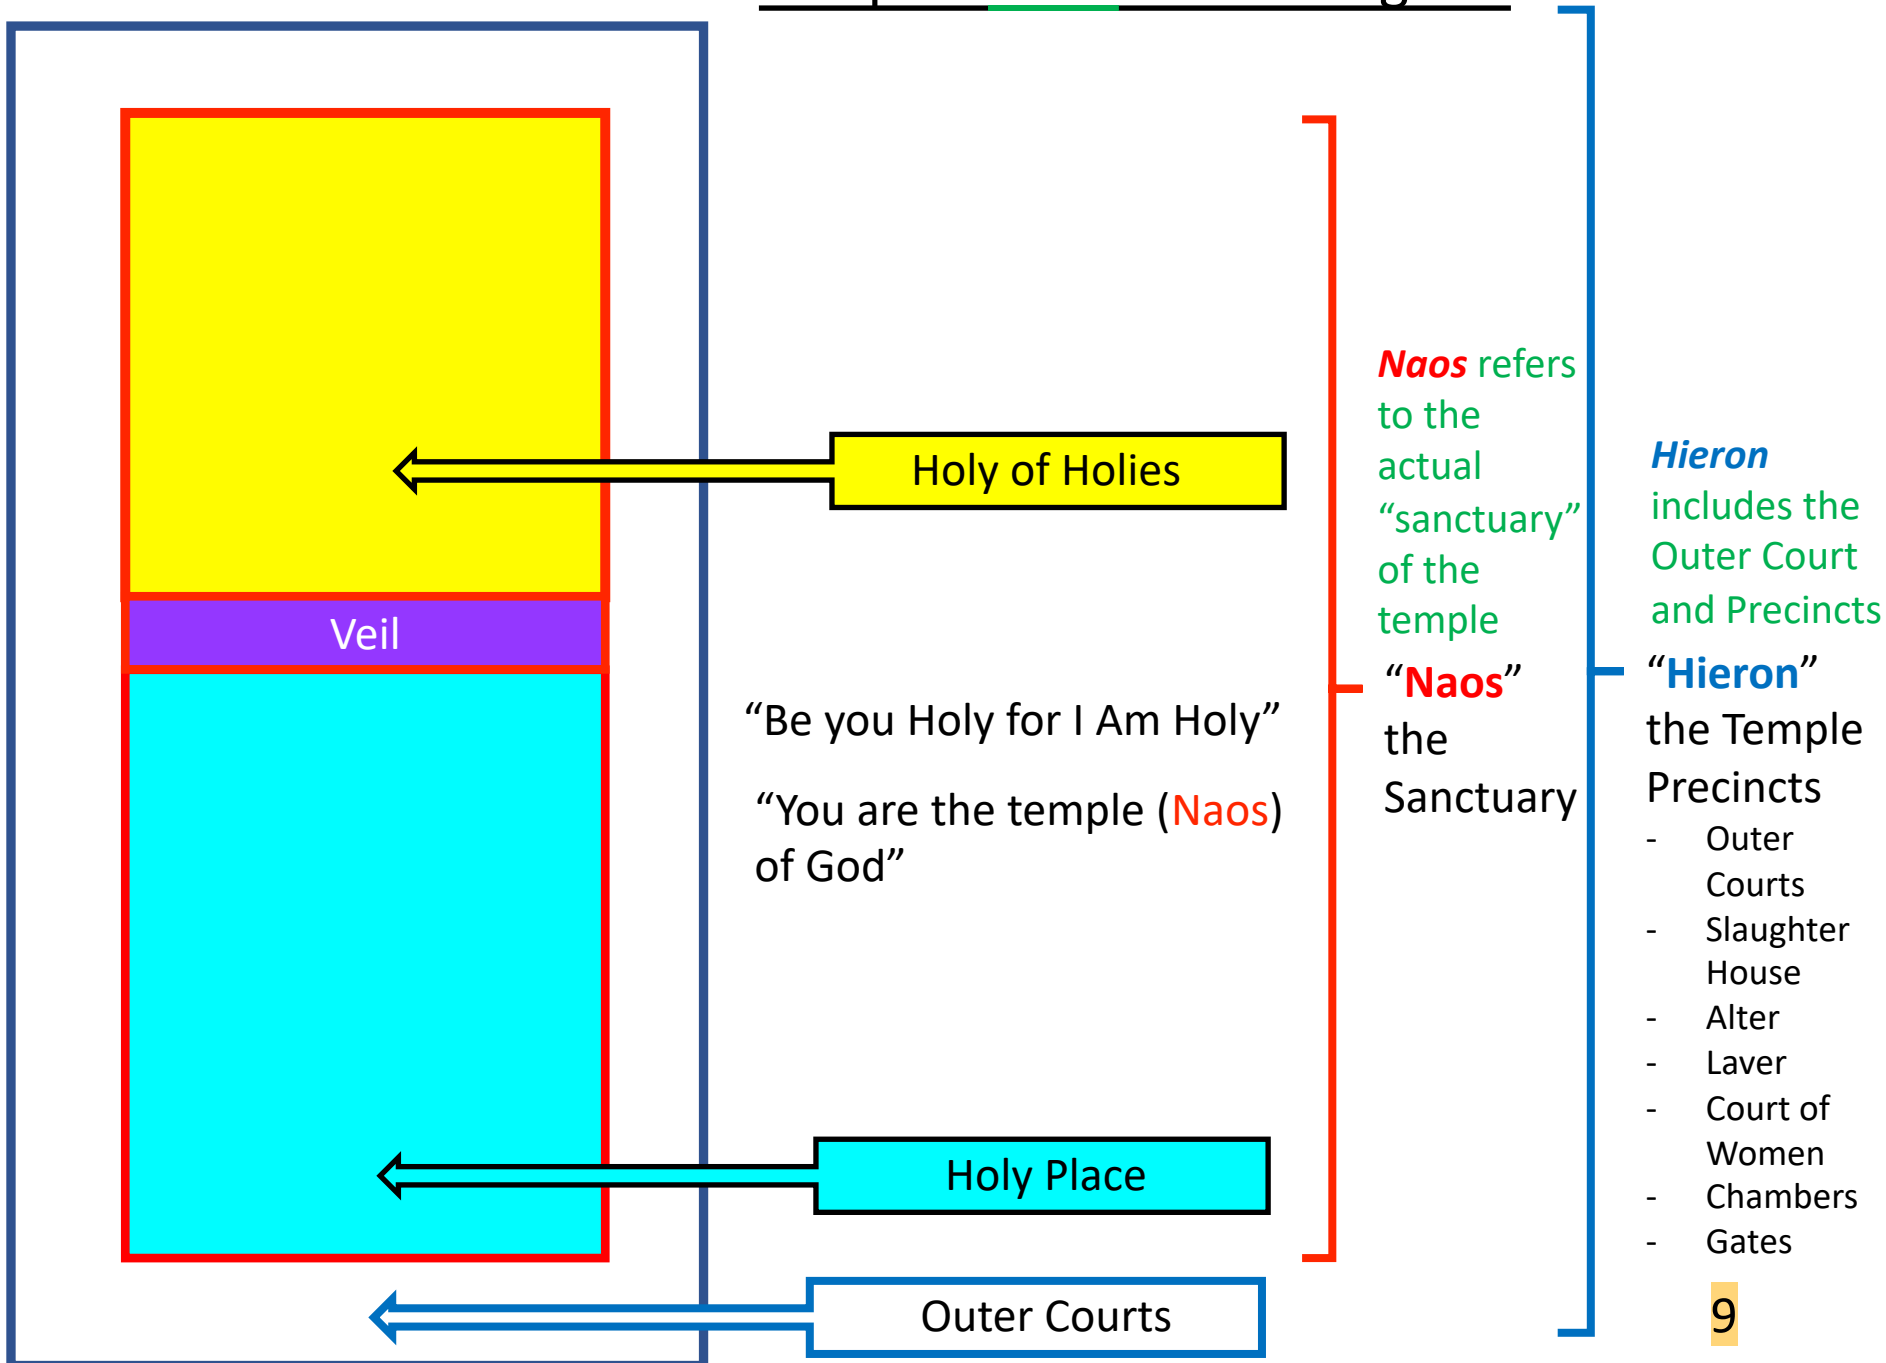 Holy of Holies
Veil
“Be you Holy for I Am Holy”
“You are the temple (Naos)
of God”
Holy Place
Outer Courts
Naos refers
to the
actual
“sanctuary”
of the
temple
“Naos”
the
Sanctuary
Hieron
includes the
Outer Court
and Precincts
“Hieron”
the Temple
Precincts
- Outer
Courts
- Slaughter
House
- Alter
- Laver
- Court of
Women
- Chambers
- Gates
9